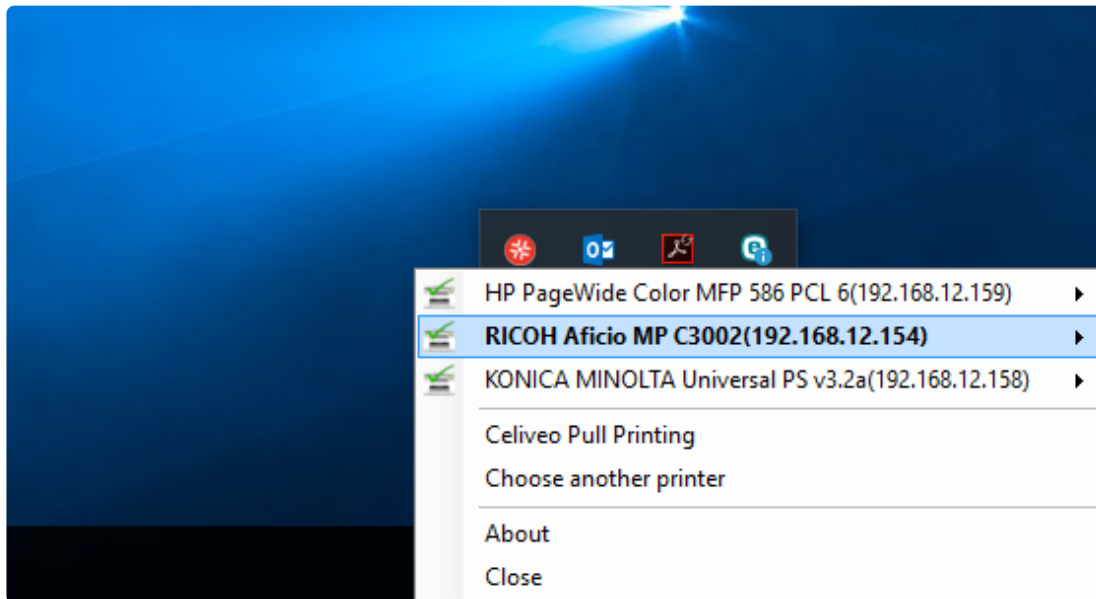 HP PageWide Color MFP 586 PCL 6(192.168.12.159)
RICOH Aficio MP C3002(192.168.12.154)
KONICA MINOLTA Universal PS v3.2a(192.168.12.158)
Celiveo Pull Printing
Choose another printer
About
Close